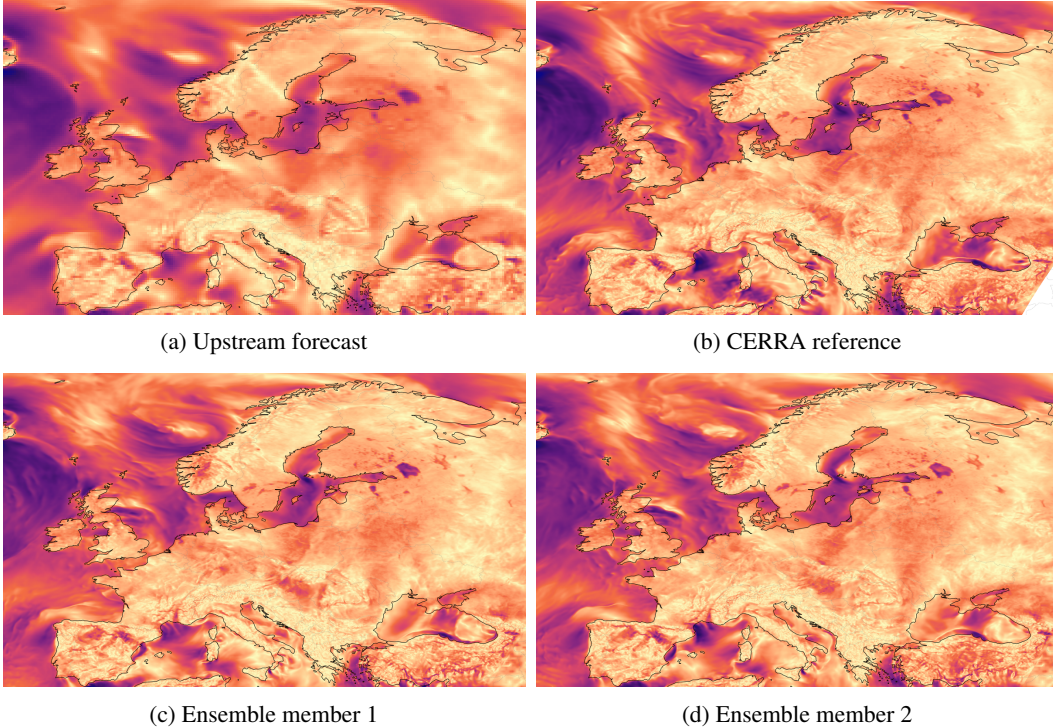 (a) Upstream forecast
(b) CERRA reference
(c) Ensemble member 1
(d) Ensemble member 2